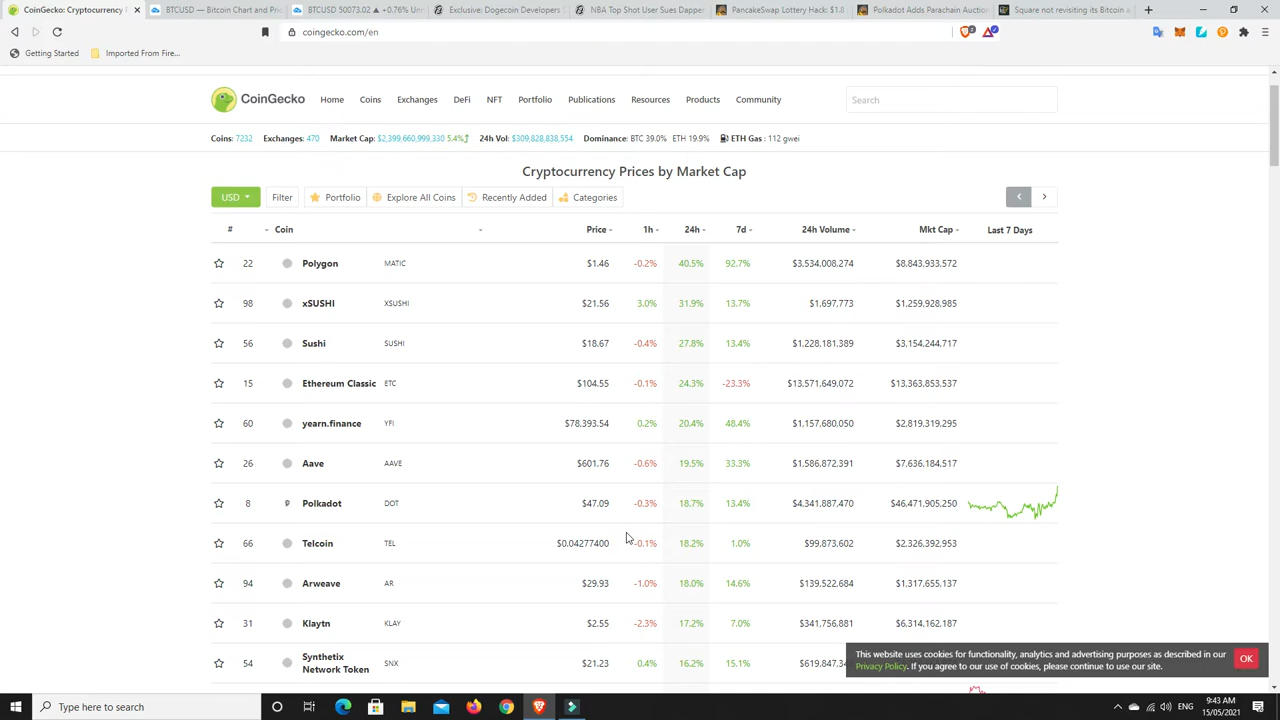 CoinGecko: Cryptocurrency P
BTCUSD — Bitcoin Chart and Pric
BTCUSD 50073.02 ▲ +0.76% Unn
Exclusive: Dogecoin Developers S
NBA Top Shot User Sues Dapper
PancakeSwap Lottery Hack: $1.8
Polkadot Adds Parachain Auction
Square not revisiting its Bitcoin a
coingecko.com/en
Getting Started
Imported From Fire...
CoinGecko
Home
Coins
Exchanges
DeFi
NFT
Portfolio
Publications
Resources
Products
Community
Search
Coins: 7232 Exchanges: 470 Market Cap: $2,399,660,999,330 5.4% 24h Vol: $309,828,838,554 Dominance: BTC 39.0% ETH 19.9% ETH Gas : 112 gwei
Cryptocurrency Prices by Market Cap
USD
Filter
Portfolio
Explore All Coins
Recently Added
Categories
# Coin Price 1h 24h 7d 24h Volume Mkt Cap Last 7 Days
22 Polygon MATIC $1.46 -0.2% 40.5% 92.7% $3,534,008,274 $8,843,933,572
98 xSUSHI XSUSHI $21.56 3.0% 31.9% 13.7% $1,697,773 $1,259,928,985
56 Sushi SUSHI $18.67 -0.4% 27.8% 13.4% $1,228,181,389 $3,154,244,717
15 Ethereum Classic ETC $104.55 -0.1% 24.3% -23.3% $13,571,649,072 $13,363,853,537
60 yearn.finance YFI $78,393.54 0.2% 20.4% 48.4% $1,157,680,050 $2,819,319,295
26 Aave AAVE $601.76 -0.6% 19.5% 33.3% $1,586,872,391 $7,636,184,517
8 Polkadot DOT $47.09 -0.3% 18.7% 13.4% $4,341,887,470 $46,471,905,250
66 Telcoin TEL $0.04277400 -0.1% 18.2% 1.0% $99,873,602 $2,326,392,953
94 Arweave AR $29.93 -1.0% 18.0% 14.6% $139,522,684 $1,317,655,137
31 Klaytn KLAY $2.55 -2.3% 17.2% 7.0% $341,756,881 $6,314,162,187
54 Synthetix
Network Token SNX $21.23 0.4% 16.2% 15.1% $619,847,3
This website uses cookies for functionality, analytics and advertising purposes as described in our
Privacy Policy. If you agree to our use of cookies, please continue to use our site.
OK
Type here to search
ENG
9:43 AM
15/05/2021